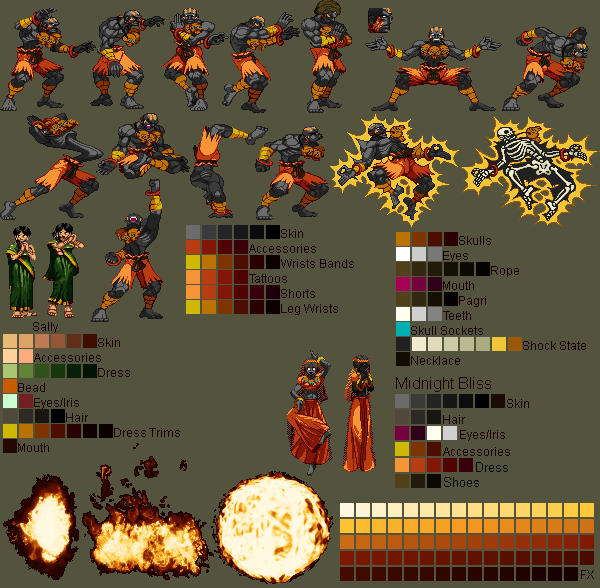 Skin
Accessories
Wrists Bands
Tattoos
Shorts
Leg Wrists
Skulls
Eyes
Rope
Mouth
Pagri
Teeth
Skull Sockets
Shock State
Necklace
Sally
Skin
Accessories
Dress
Bead
Eyes/Iris
Hair
Dress Trims
Mouth
Midnight Bliss
Skin
Hair
Eyes/Iris
Accessories
Dress
Shoes
FX